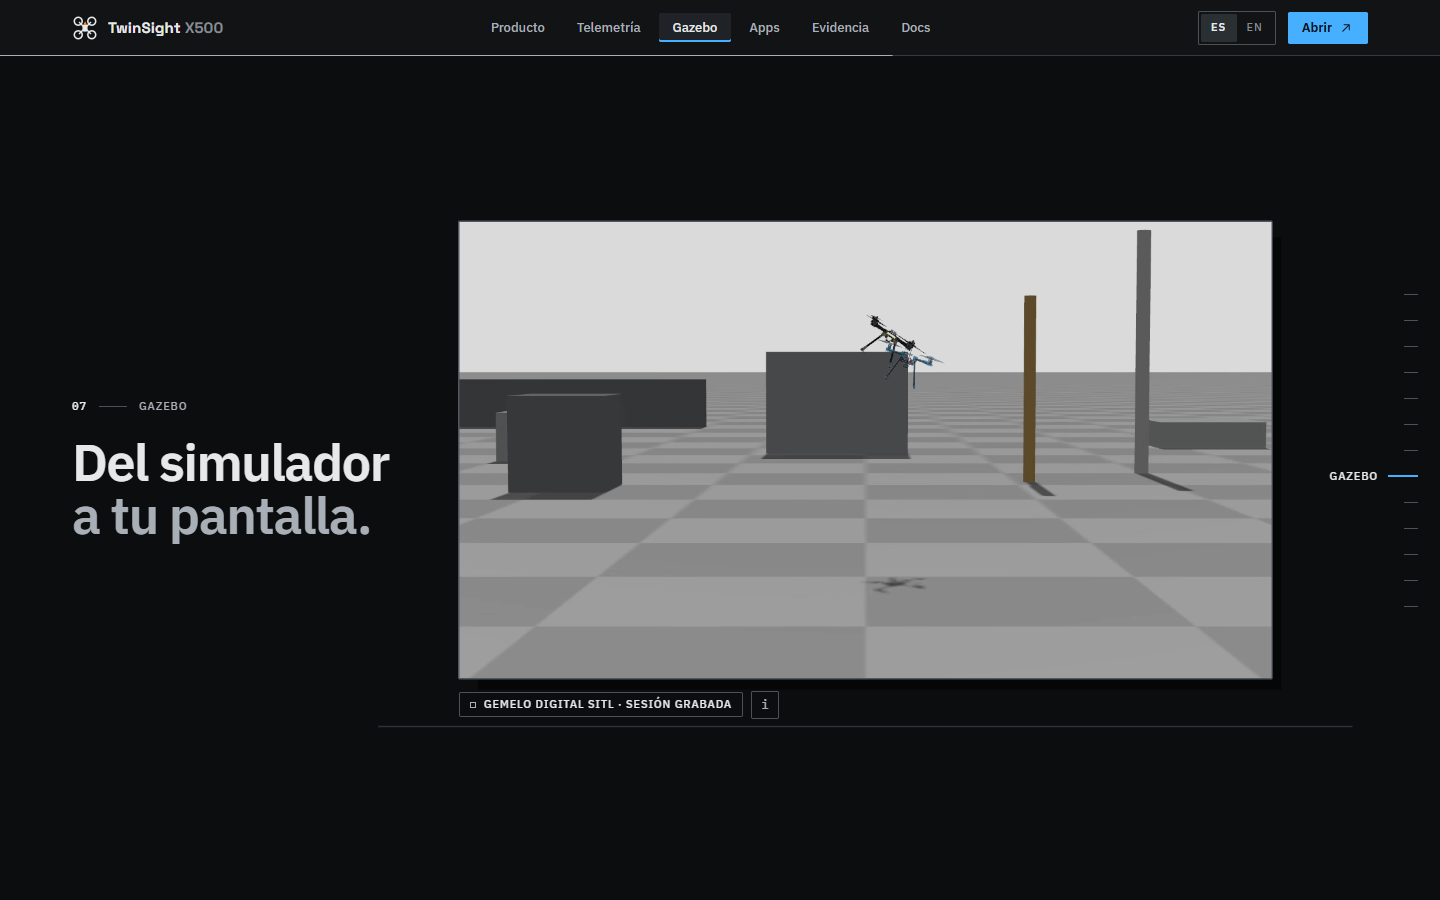 TwinSight X500
Producto
Telemetría
Gazebo
Apps
Evidencia
Docs
ES
EN
Abrir
07
GAZEBO
Del simulador
a tu pantalla.
GAZEBO
GEMELO DIGITAL SITL · SESIÓN GRABADA
i